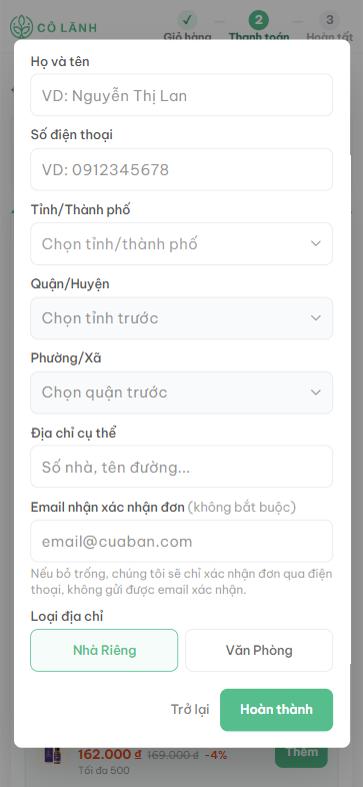 CỎ LÃNH
✓ 2 3
Giỏ hàng Thanh toán Hoàn tất
Họ và tên
VD: Nguyễn Thị Lan
Số điện thoại
VD: 0912345678
Tỉnh/Thành phố
Chọn tỉnh/thành phố
Quận/Huyện
Chọn tỉnh trước
Phường/Xã
Chọn quận trước
Địa chỉ cụ thể
Số nhà, tên đường...
Email nhận xác nhận đơn (không bắt buộc)
email@cuaban.com
Nếu bỏ trống, chúng tôi sẽ chỉ xác nhận đơn qua điện
thoại, không gửi được email xác nhận.
Loại địa chỉ
Nhà Riêng Văn Phòng
Trở lại Hoàn thành
162.000 đ 169.000 đ -4% Thêm
Tối đa 500